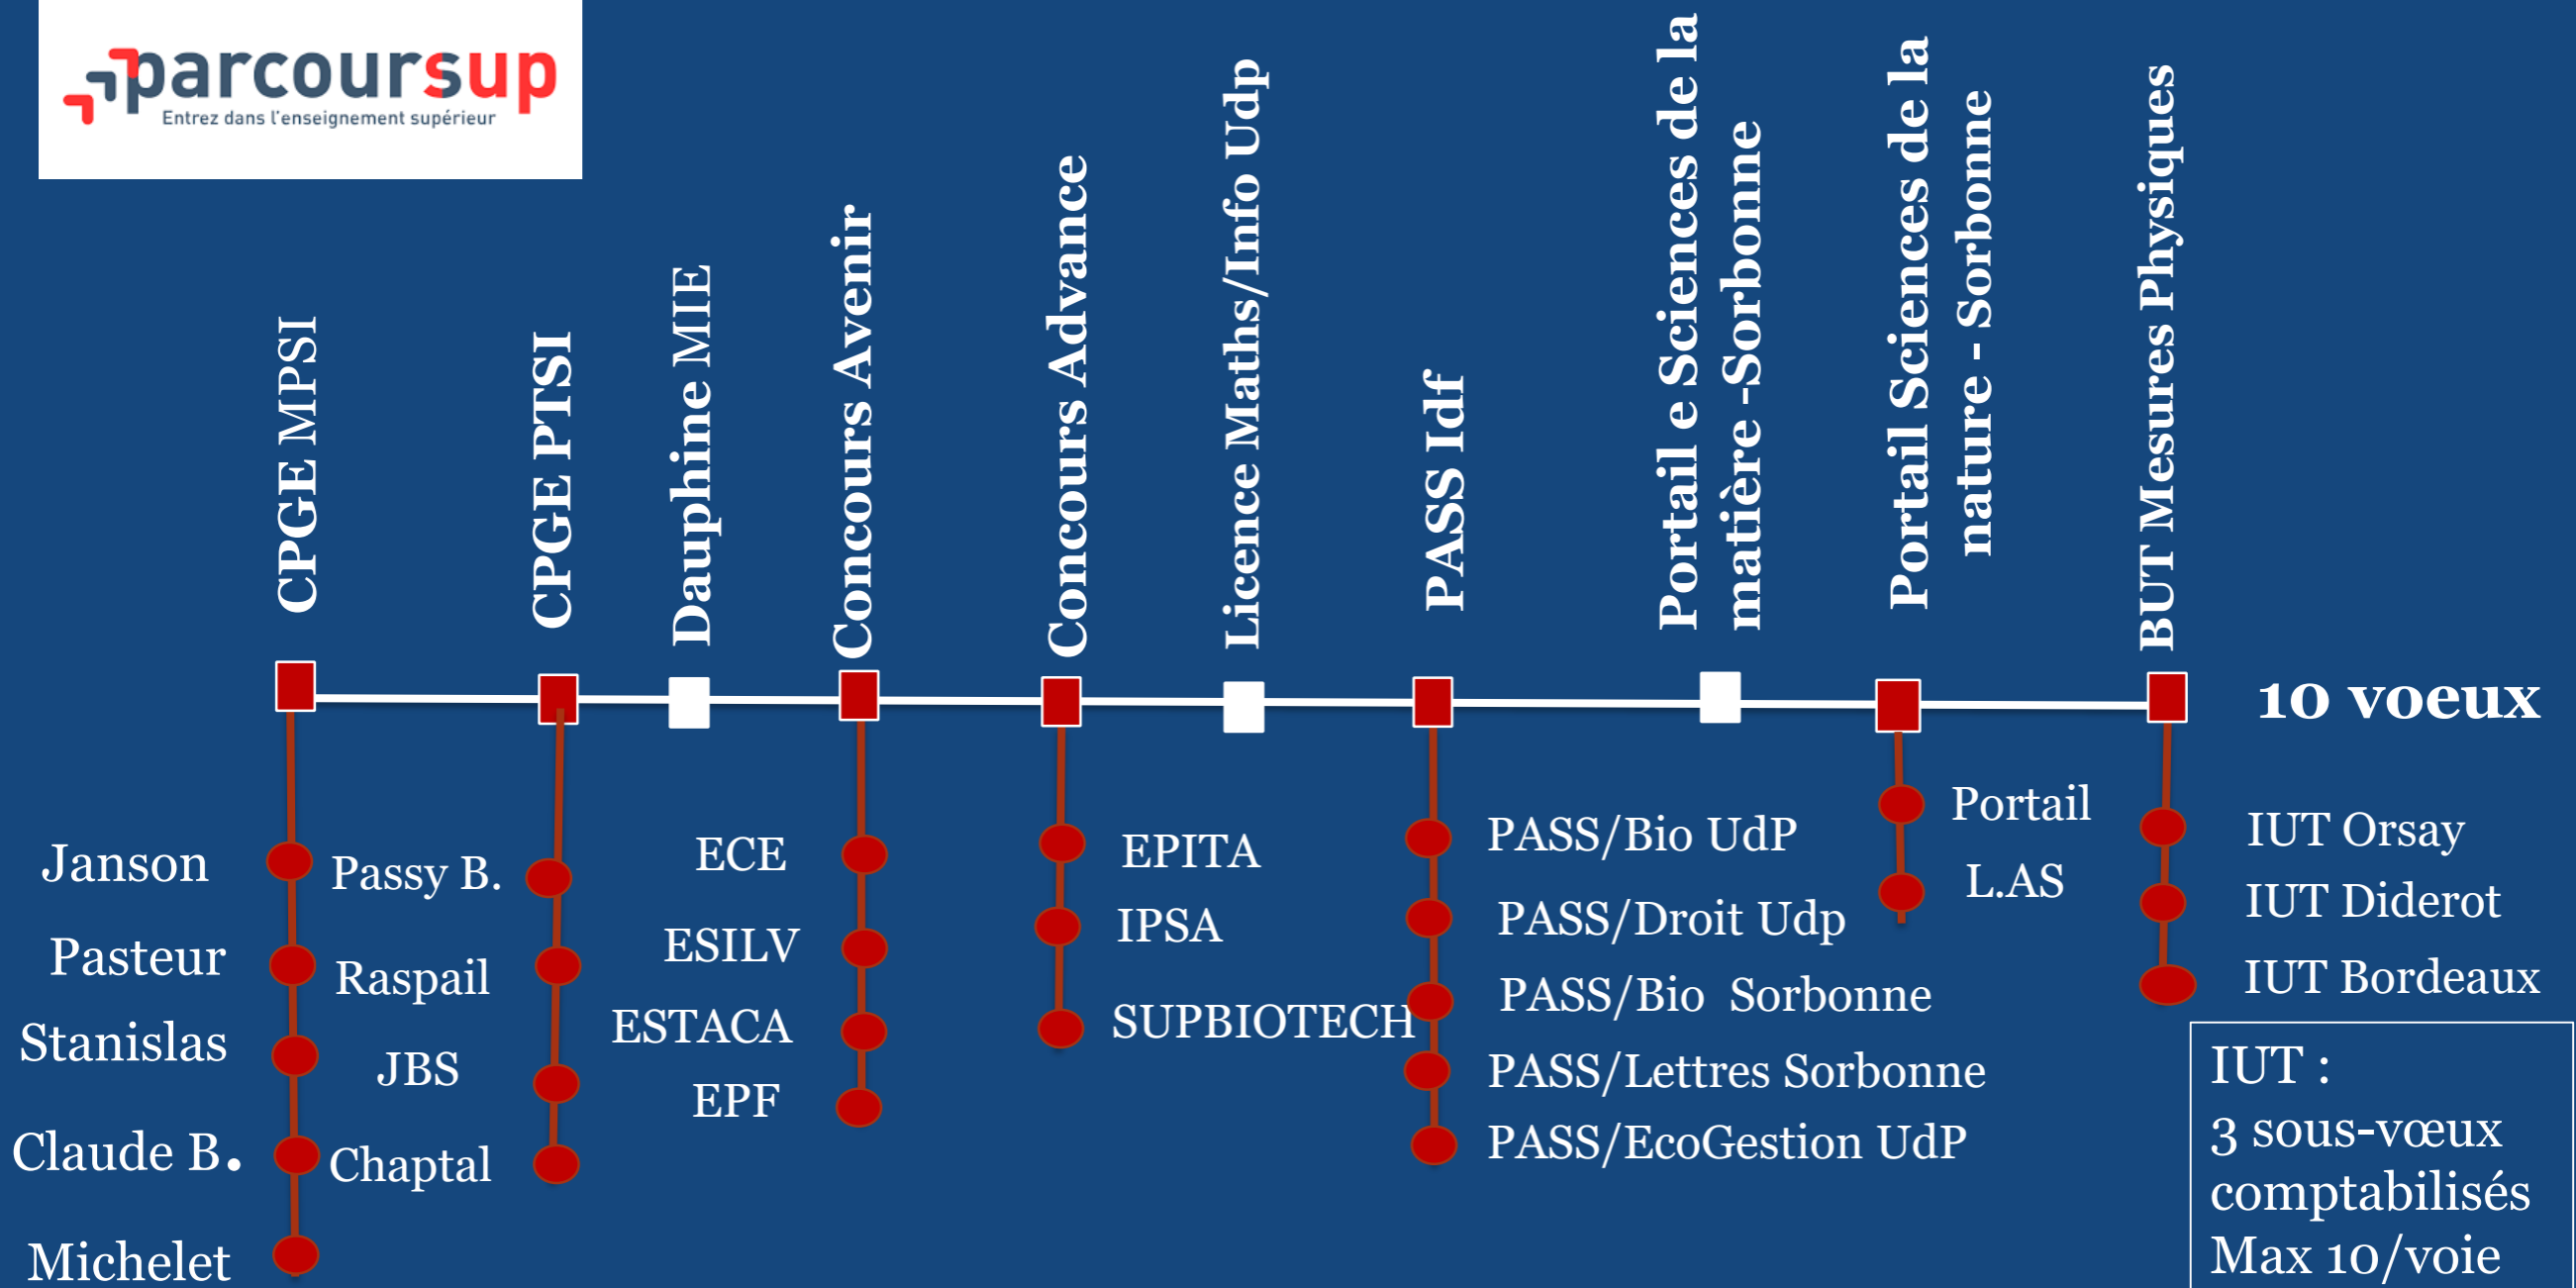 parcoursup
Entrez dans l'enseignement supérieur
CPGE MPSI
CPGE PTSI
Dauphine MIE
Concours Avenir
Concours Advance
Licence Maths/Info Udp
PASS Idf
Portail e Sciences de la
matière -Sorbonne
Portail Sciences de la
nature - Sorbonne
BUT Mesures Physiques
10 voeux
Janson
Pasteur
Stanislas
Claude B.
Michelet
Passy B.
Raspail
JBS
Chaptal
ECE
ESILV
ESTACA
EPF
EPITA
IPSA
SUPBIOTECH
PASS/Bio UdP
PASS/Droit Udp
PASS/Bio  Sorbonne
PASS/Lettres Sorbonne
PASS/EcoGestion UdP
Portail
L.AS
IUT Orsay
IUT Diderot
IUT Bordeaux
IUT :
3 sous-vœux
comptabilisés
Max 10/voie